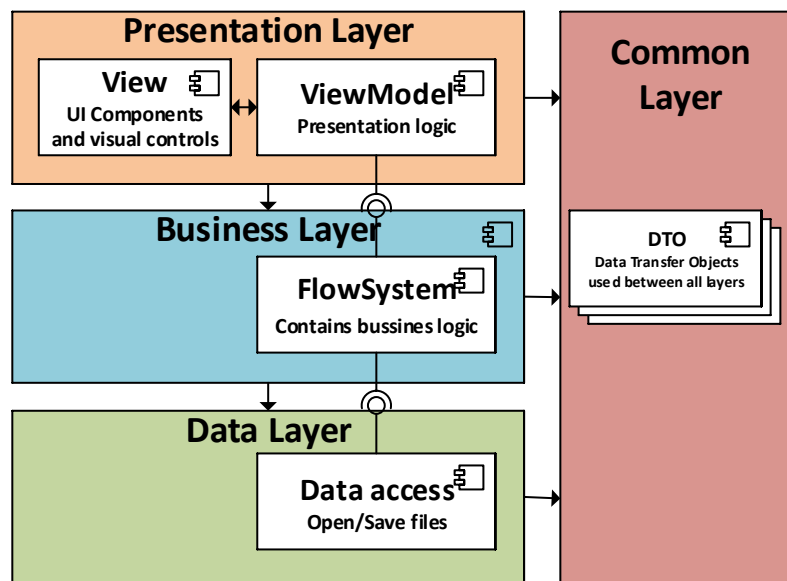 Presentation Layer
View
UI Components
and visual controls
ViewModel
Presentation logic
Common
Layer
Business Layer
FlowSystem
Contains bussines logic
DTO
Data Transfer Objects
used between all layers
Data Layer
Data access
Open/Save files